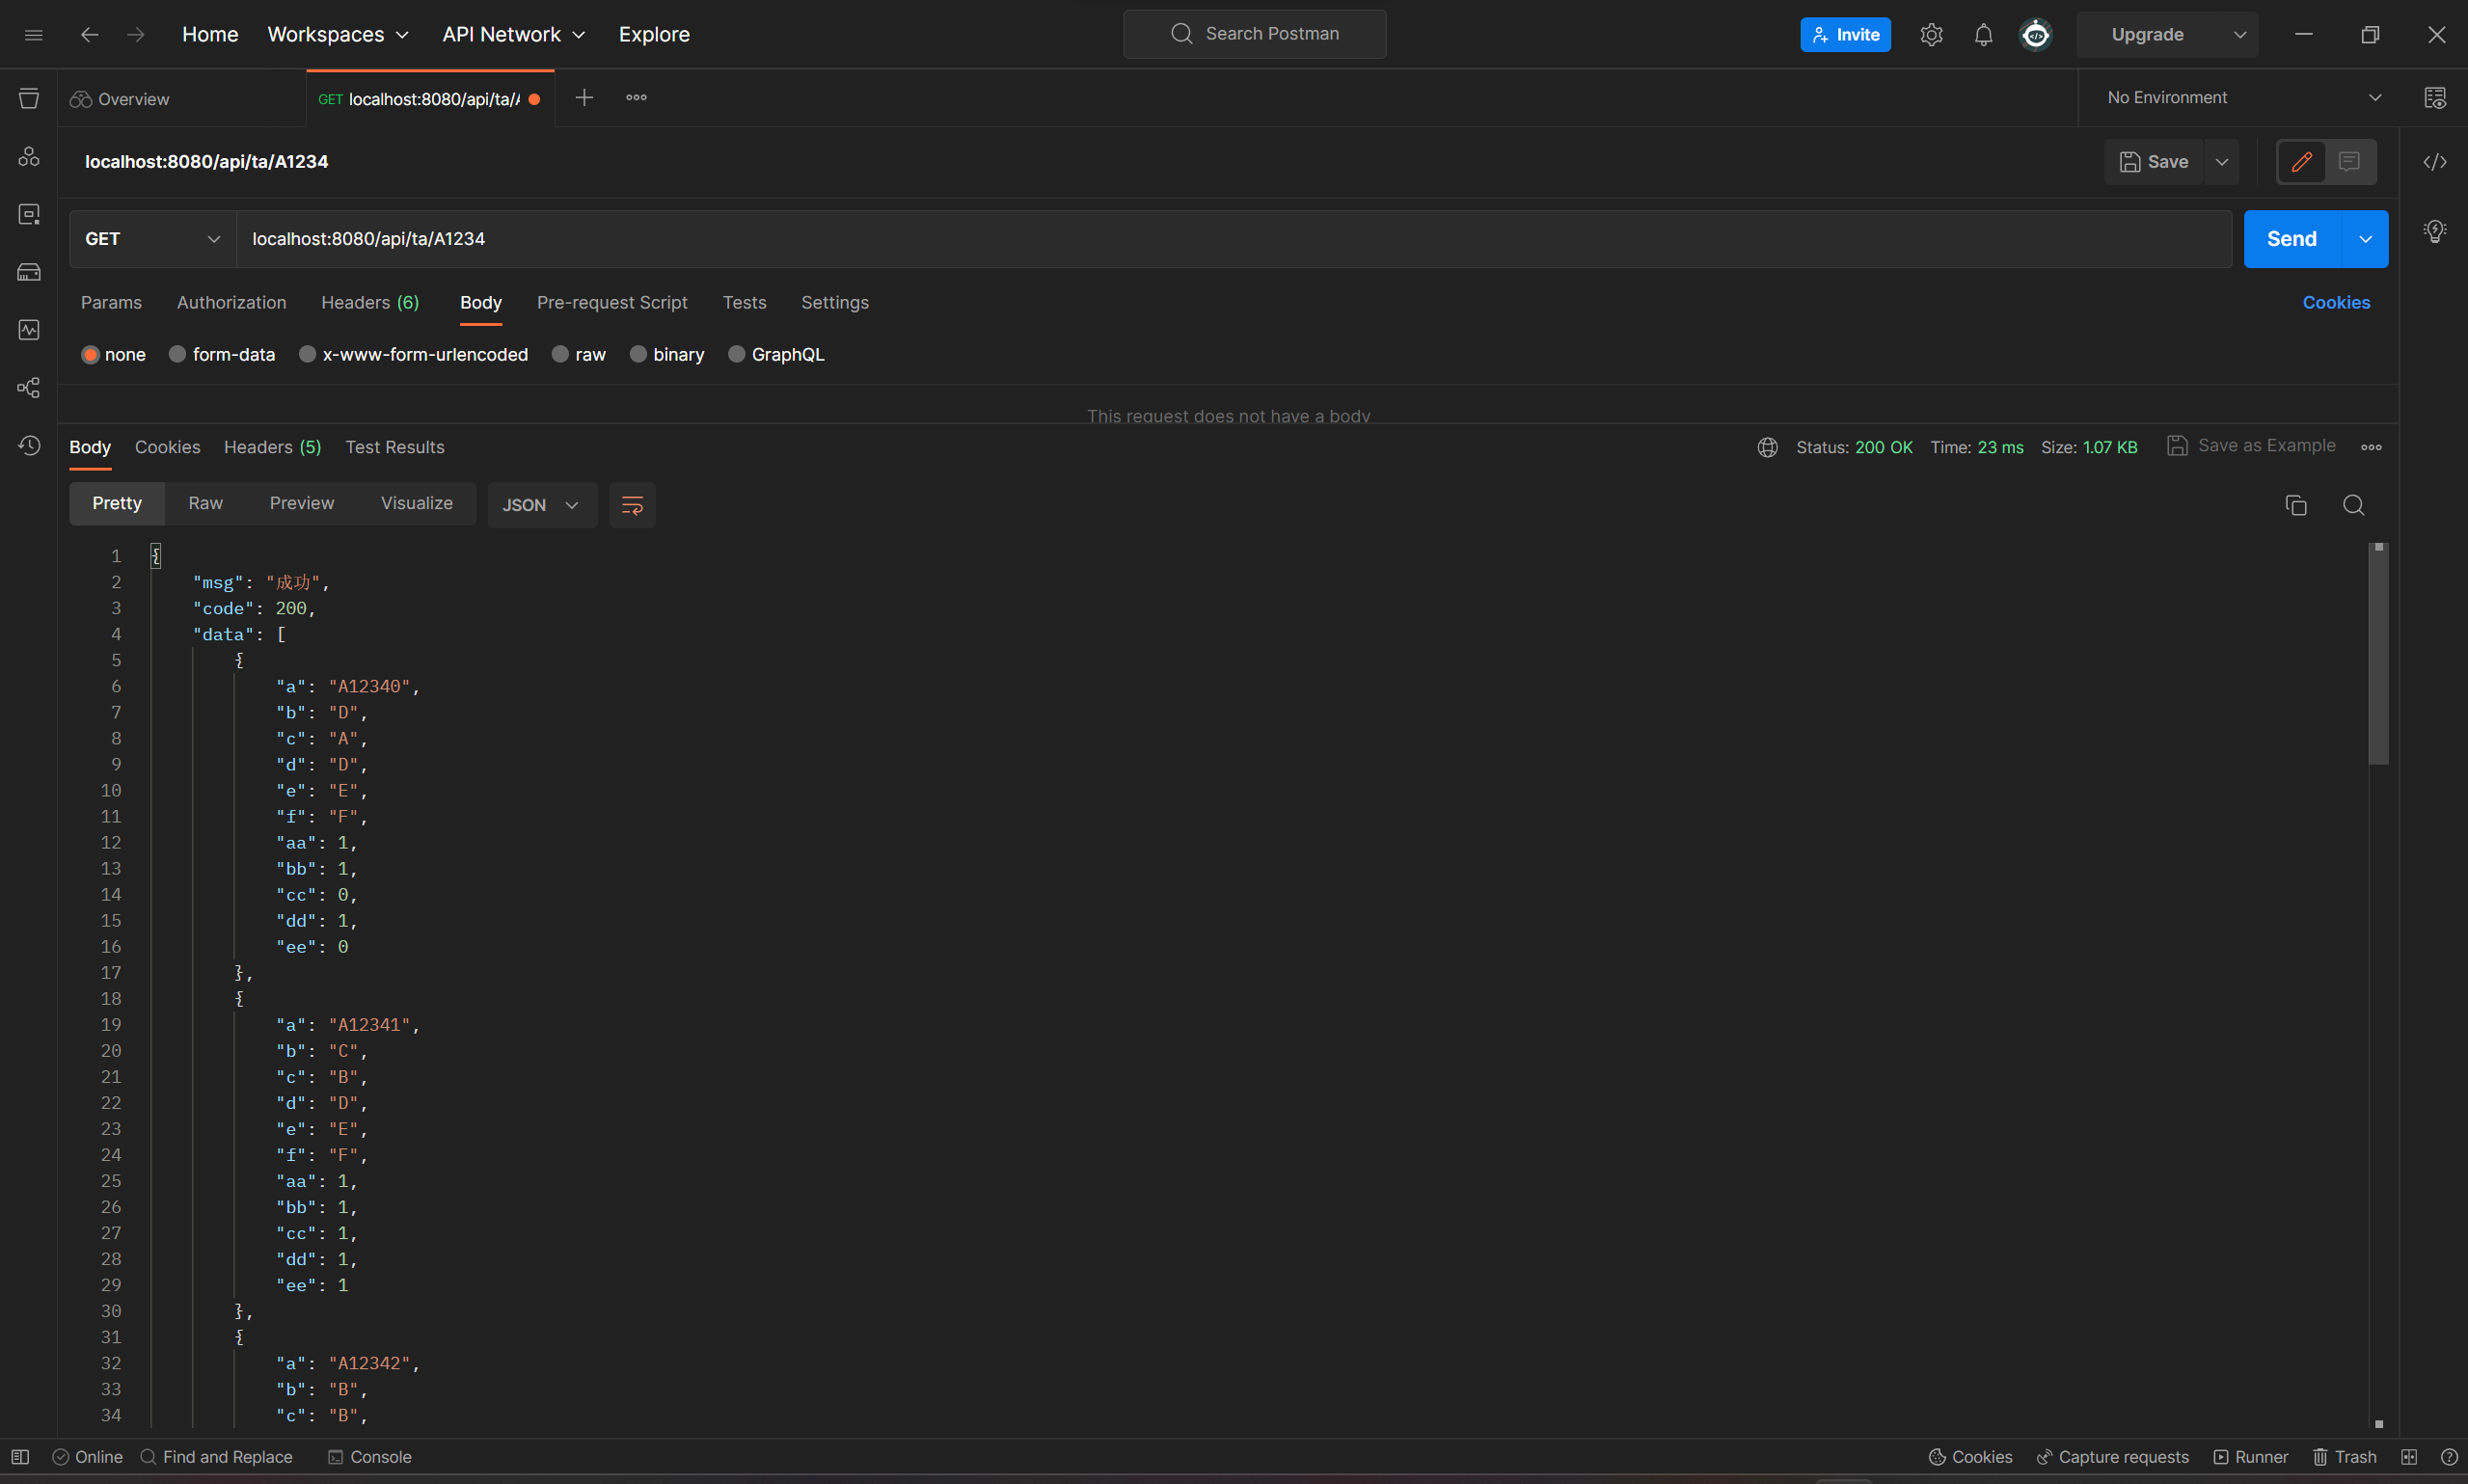 Home Workspaces API Network Explore Search Postman Invite Upgrade
Overview GET localhost:8080/api/ta/A No Environment
localhost:8080/api/ta/A1234 Save
GET localhost:8080/api/ta/A1234 Send
Params Authorization Headers (6) Body Pre-request Script Tests Settings Cookies
none form-data x-www-form-urlencoded raw binary GraphQL
This request does not have a body
Body Cookies Headers (5) Test Results Status: 200 OK Time: 23 ms Size: 1.07 KB Save as Example
Pretty Raw Preview Visualize JSON
1 {
2 "msg": "成功",
3 "code": 200,
4 "data": [
5 {
6 "a": "A12340",
7 "b": "D",
8 "c": "A",
9 "d": "D",
10 "e": "E",
11 "f": "F",
12 "aa": 1,
13 "bb": 1,
14 "cc": 0,
15 "dd": 1,
16 "ee": 0
17 },
18 {
19 "a": "A12341",
20 "b": "C",
21 "c": "B",
22 "d": "D",
23 "e": "E",
24 "f": "F",
25 "aa": 1,
26 "bb": 1,
27 "cc": 1,
28 "dd": 1,
29 "ee": 1
30 },
31 {
32 "a": "A12342",
33 "b": "B",
34 "c": "B",
Online Find and Replace Console Cookies Capture requests Runner Trash